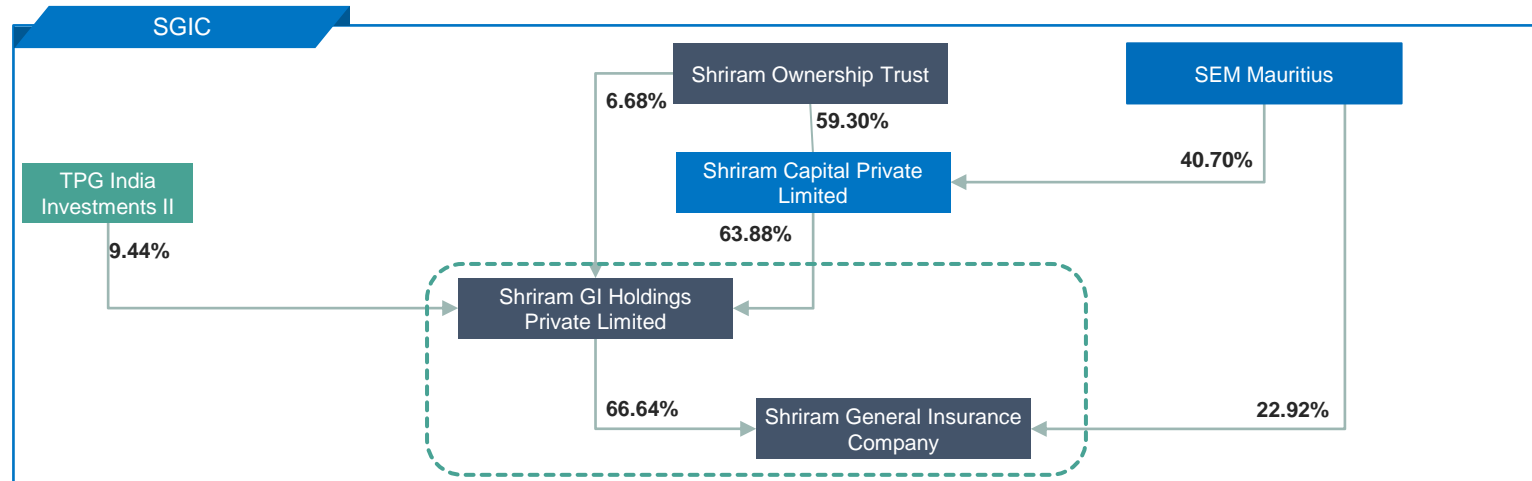 SGIC
Shriram Ownership Trust
SEM Mauritius
6.68%
59.30%
40.70%
TPG India
Investments II
Shriram Capital Private
Limited
9.44%
63.88%
Shriram GI Holdings
Private Limited
66.64%
22.92%
Shriram General Insurance
Company